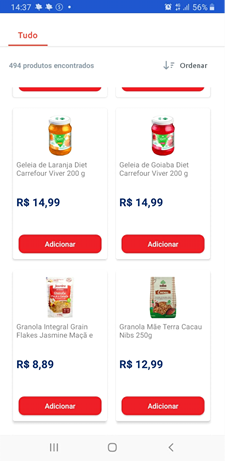 14:37
56%
Tudo
494 produtos encontrados
Ordenar
Geleia de Laranja Diet
Carrefour Viver 200 g
R$ 14,99
Adicionar
Geleia de Goiaba Diet
Carrefour Viver 200 g
R$ 14,99
Adicionar
Granola Integral Grain
Flakes Jasmine Maçã e
R$ 8,89
Adicionar
Granola Mãe Terra Cacau
Nibs 250g
R$ 12,99
Adicionar